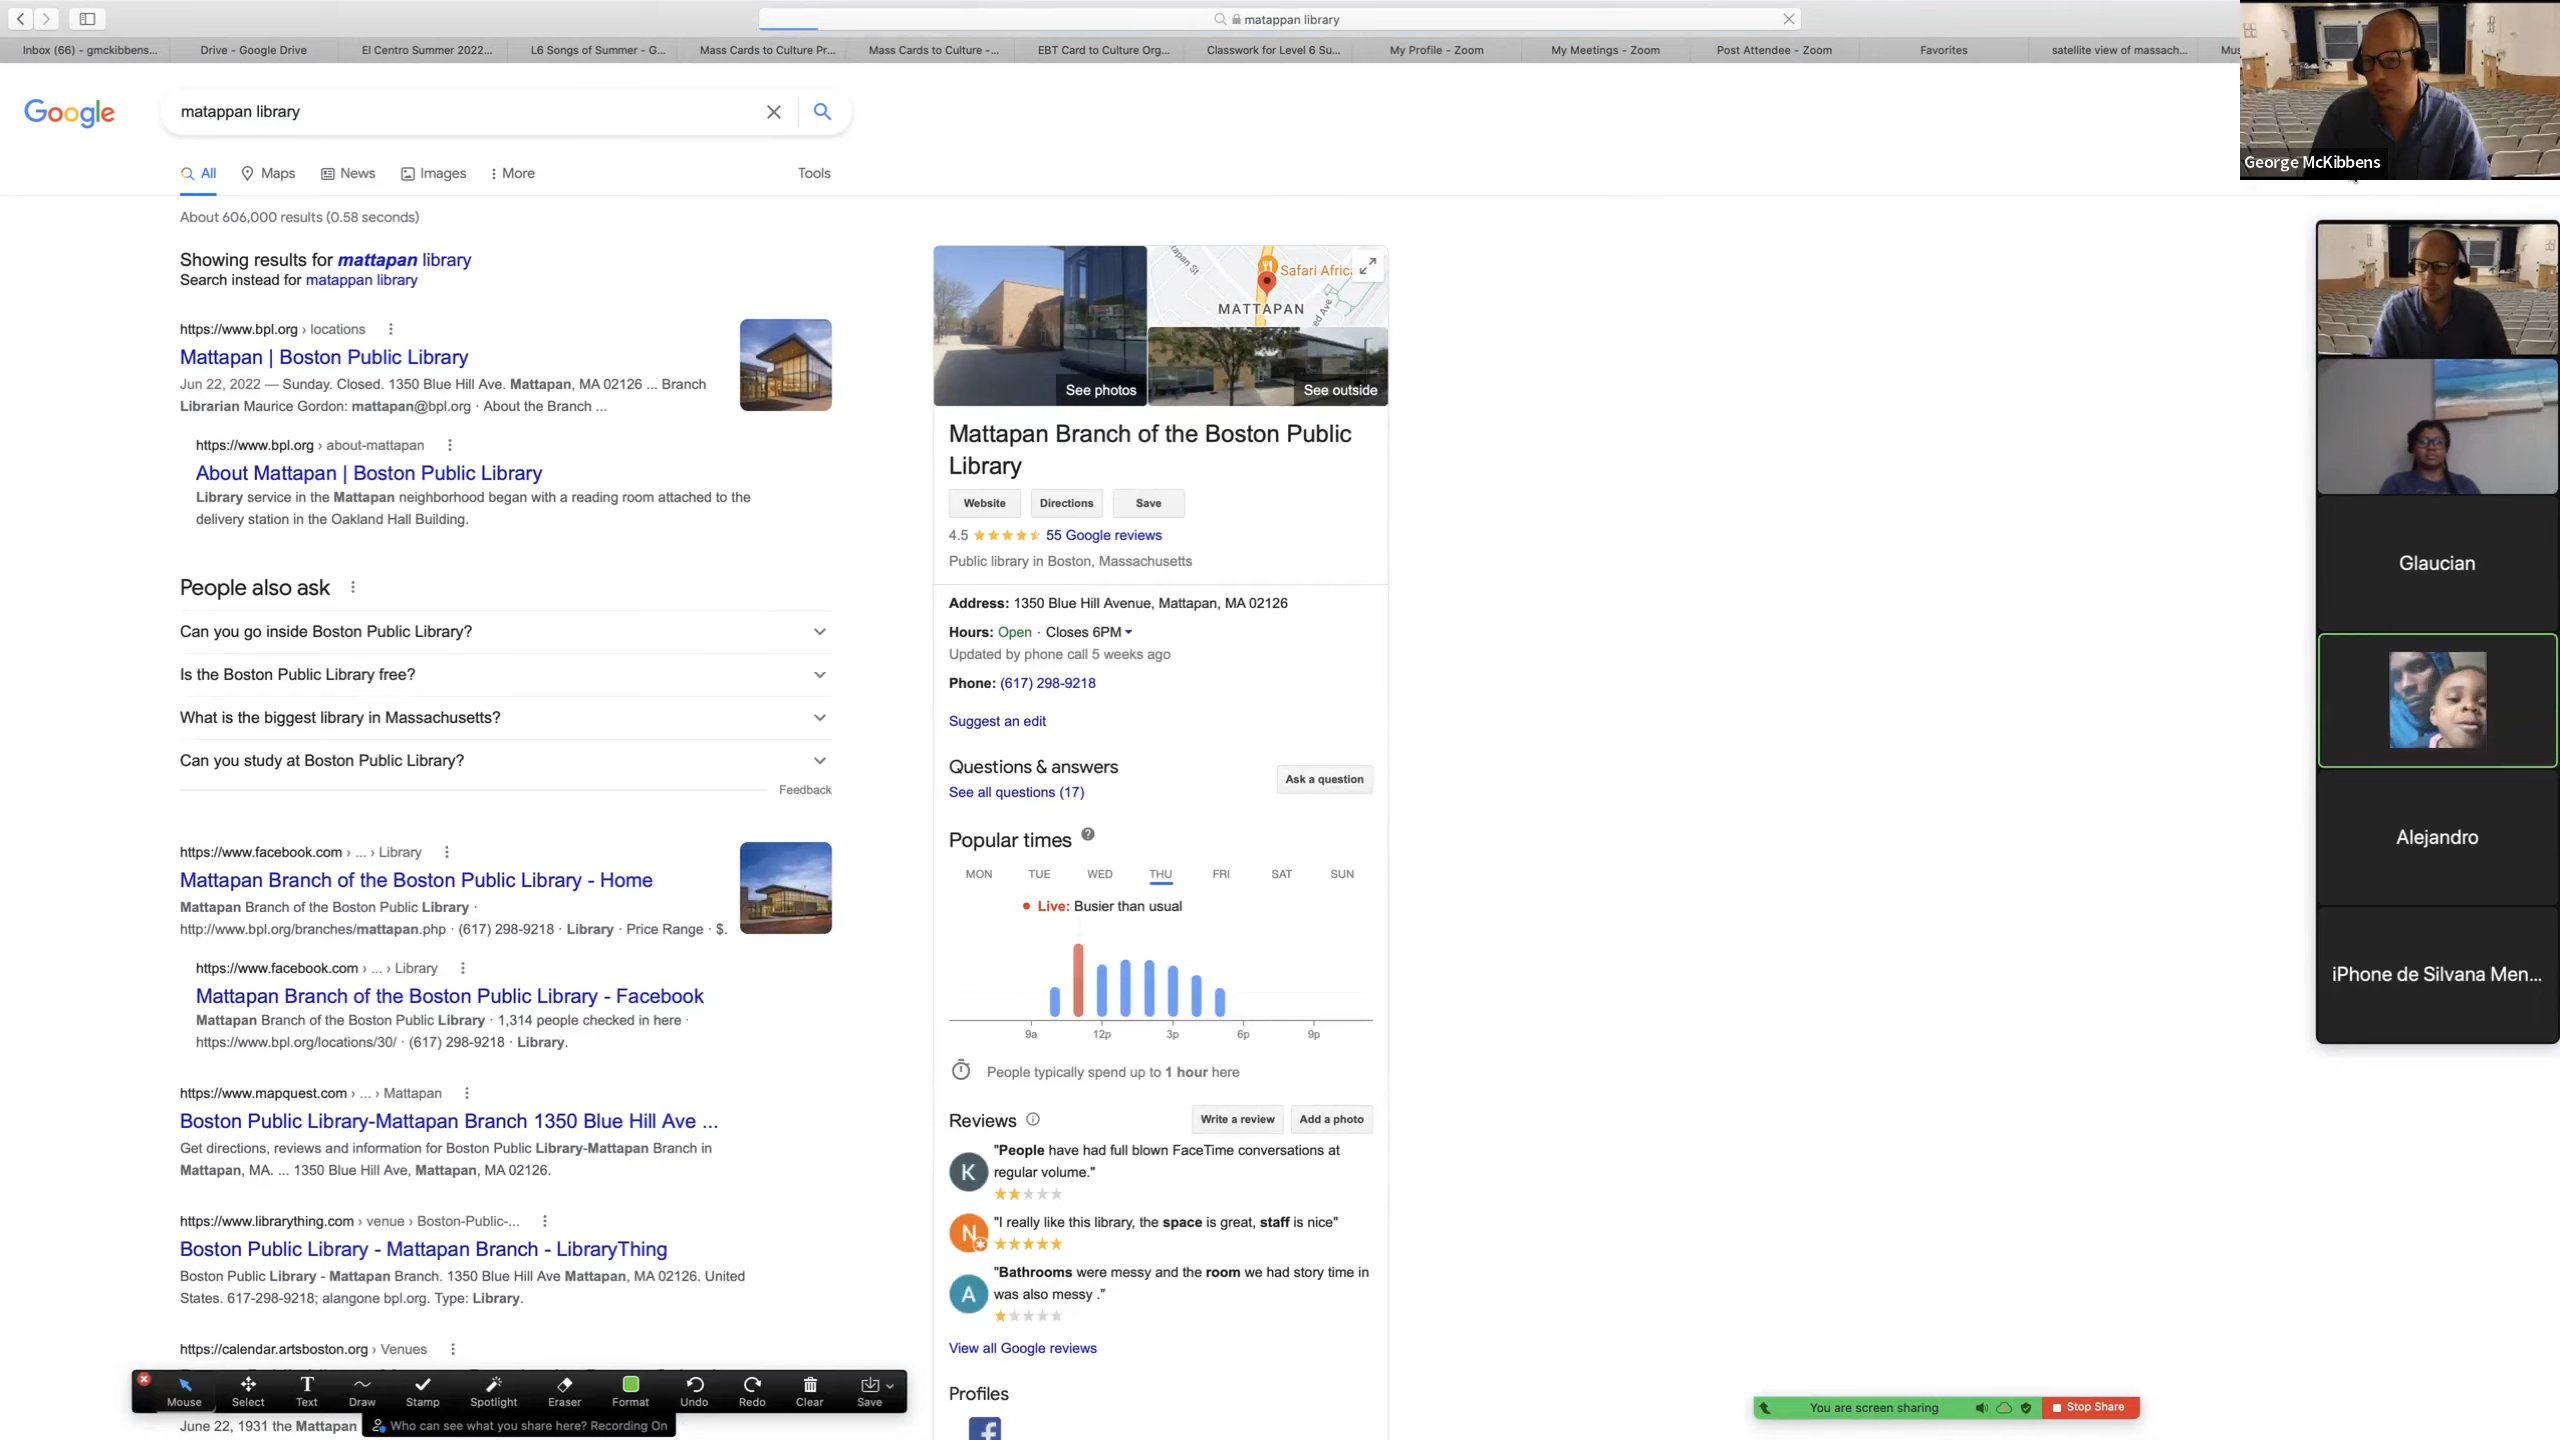 matappan library
Inbox (66) - gmckibbens...
Drive - Google Drive
El Centro Summer 2022...
L6 Songs of Summer - G...
Mass Cards to Culture Pr...
Mass Cards to Culture -...
EBT Card to Culture Org...
Classwork for Level 6 Su...
My Profile - Zoom
My Meetings - Zoom
Post Attendee - Zoom
Favorites
satellite view of massach...
Mus
George McKibbens
Google
matappan library
All
Maps
News
Images
More
Tools
About 606,000 results (0.58 seconds)
Showing results for mattapan library
Search instead for matappan library
https://www.bpl.org › locations
Mattapan | Boston Public Library
Jun 22, 2022 — Sunday. Closed. 1350 Blue Hill Ave. Mattapan, MA 02126 ... Branch
Librarian Maurice Gordon: mattapan@bpl.org · About the Branch ...
https://www.bpl.org › about-mattapan
About Mattapan | Boston Public Library
Library service in the Mattapan neighborhood began with a reading room attached to the
delivery station in the Oakland Hall Building.
People also ask
Can you go inside Boston Public Library?
Is the Boston Public Library free?
What is the biggest library in Massachusetts?
Can you study at Boston Public Library?
Feedback
https://www.facebook.com › ... › Library
Mattapan Branch of the Boston Public Library - Home
Mattapan Branch of the Boston Public Library ·
http://www.bpl.org/branches/mattapan.php · (617) 298-9218 · Library · Price Range · $.
https://www.facebook.com › ... › Library
Mattapan Branch of the Boston Public Library - Facebook
Mattapan Branch of the Boston Public Library · 1,314 people checked in here ·
https://www.bpl.org/locations/30/ · (617) 298-9218 · Library.
https://www.mapquest.com › ... › Mattapan
Boston Public Library-Mattapan Branch 1350 Blue Hill Ave ...
Get directions, reviews and information for Boston Public Library-Mattapan Branch in
Mattapan, MA. ... 1350 Blue Hill Ave, Mattapan, MA 02126.
https://www.librarything.com › venue › Boston-Public-...
Boston Public Library - Mattapan Branch - LibraryThing
Boston Public Library - Mattapan Branch. 1350 Blue Hill Ave Mattapan, MA 02126. United
States. 617-298-9218; alangone bpl.org. Type: Library.
https://calendar.artsboston.org › Venues
June 22, 1931 the Mattapan
Safari Africa
MATTAPAN
See photos
See outside
Mattapan Branch of the Boston Public
Library
Website
Directions
Save
4.5
55 Google reviews
Public library in Boston, Massachusetts
Address: 1350 Blue Hill Avenue, Mattapan, MA 02126
Hours: Open · Closes 6PM
Updated by phone call 5 weeks ago
Phone: (617) 298-9218
Suggest an edit
Questions & answers
See all questions (17)
Ask a question
Popular times
MON TUE WED THU FRI SAT SUN
Live: Busier than usual
9a 12p 3p 6p 9p
People typically spend up to 1 hour here
Reviews
Write a review
Add a photo
K
"People have had full blown FaceTime conversations at
regular volume."
N
"I really like this library, the space is great, staff is nice"
A
"Bathrooms were messy and the room we had story time in
was also messy ."
View all Google reviews
Profiles
Glaucian
Alejandro
iPhone de Silvana Men...
Mouse
Select
Text
Draw
Stamp
Spotlight
Eraser
Format
Undo
Redo
Clear
Save
Who can see what you share here? Recording On
You are screen sharing
Stop Share